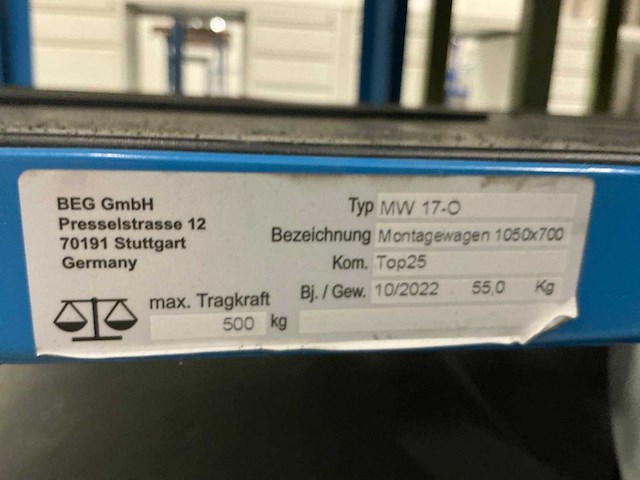 BEG GmbH
Presselstrasse 12
70191 Stuttgart
Germany
max. Tragkraft
500 kg
Typ MW 17-O
Bezeichnung Montagewagen 1050x700
Kom. Top25
Bj. / Gew. 10/2022 55,0 Kg